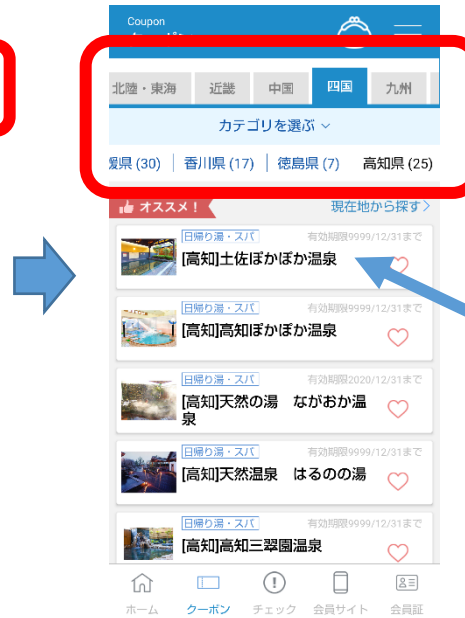 Coupon
北陸・東海 近畿 中国 四国 九州
カテゴリを選ぶ
愛県 (30) 香川県 (17) 徳島県 (7) 高知県 (25)
オススメ! 現在地から探す
日帰り湯・スパ 有効期限9999/12/31まで
[高知]土佐ぽかぽか温泉
日帰り湯・スパ 有効期限9999/12/31まで
[高知]高知ぽかぽか温泉
日帰り湯・スパ 有効期限2020/12/31まで
[高知]天然の湯 ながおか温
泉
日帰り湯・スパ 有効期限9999/12/31まで
[高知]天然温泉 はるのの湯
日帰り湯・スパ 有効期限9999/12/31まで
[高知]高知三翠園温泉
ホーム クーポン チェック 会員サイト 会員証